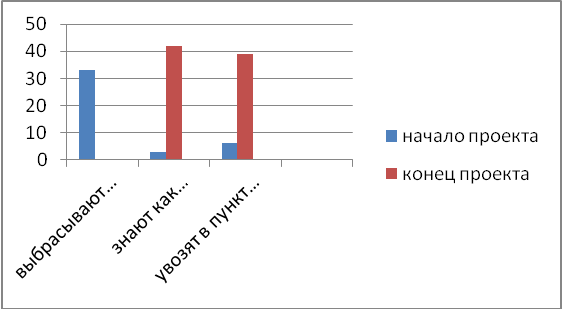 50
40
30
20
10
0
выбрасывают...
знают как...
увозят в пункт...
начало проекта
конец проекта